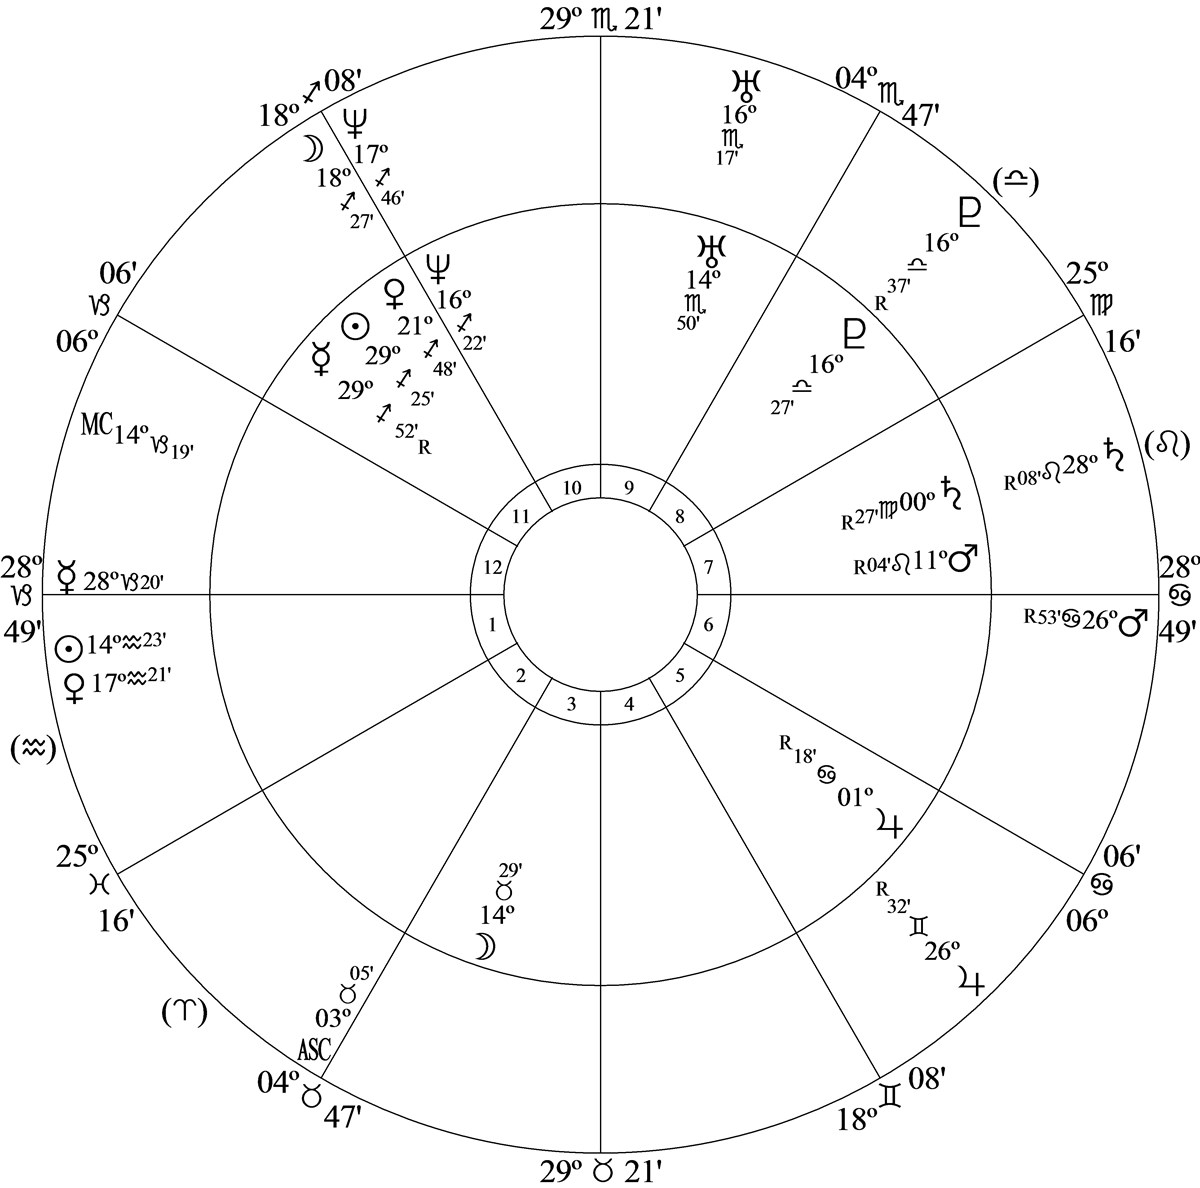 29º ♏ 21'
04º ♏ 47'
(♎)
25º ♍ 16'
(♌)
28º ♋ 49'
06' ♋ 06º
08' ♊ 18º
29º ♉ 21'
04º ♉ 47'
(♈)
25º ♓ 16'
(♒)
28º ♑ 49'
06' ♑ 06º
18º ♐ 08'
♆ 17º ♐ 46'
☽ 18º ♐ 27'
♅ 16º ♏ 17'
♇ 16º ♎ 37' R
R 08' ♌ 28º ♄
R 53' ♋ 26º ♂
R 32' ♊ 26º ♃
05' ♉ 03º ASC
♀ 17º ♒ 21'
☉ 14º ♒ 23'
☿ 28º ♑ 20'
MC 14º ♑ 19'
♆ 16º ♐ 22'
♀ 21º ♐ 48'
☉ 29º ♐ 25'
☿ 29º ♐ 52' R
♅ 14º ♏ 50'
♇ 16º ♎ 27'
R 27' ♍ 00º ♄
R 04' ♌ 11º ♂
R 18' ♋ 01º ♃
29' ♉ 14º ☽
1
2
3
4
5
6
7
8
9
10
11
12